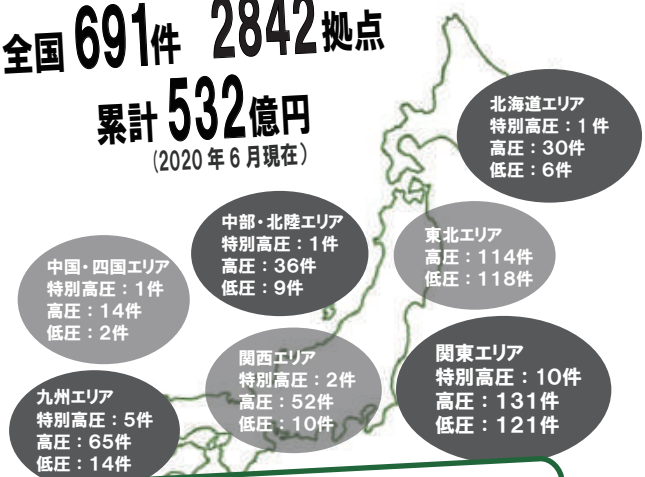 全国 691件 2842拠点
累計 532億円
(2020年6月現在)
北海道エリア
特別高圧：1件
高圧：30件
低圧：6件
中部・北陸エリア
特別高圧：1件
高圧：36件
低圧：9件
東北エリア
高圧：114件
低圧：118件
中国・四国エリア
特別高圧：1件
高圧：14件
低圧：2件
関西エリア
特別高圧：2件
高圧：52件
低圧：10件
関東エリア
特別高圧：10件
高圧：131件
低圧：121件
九州エリア
特別高圧：5件
高圧：65件
低圧：14件